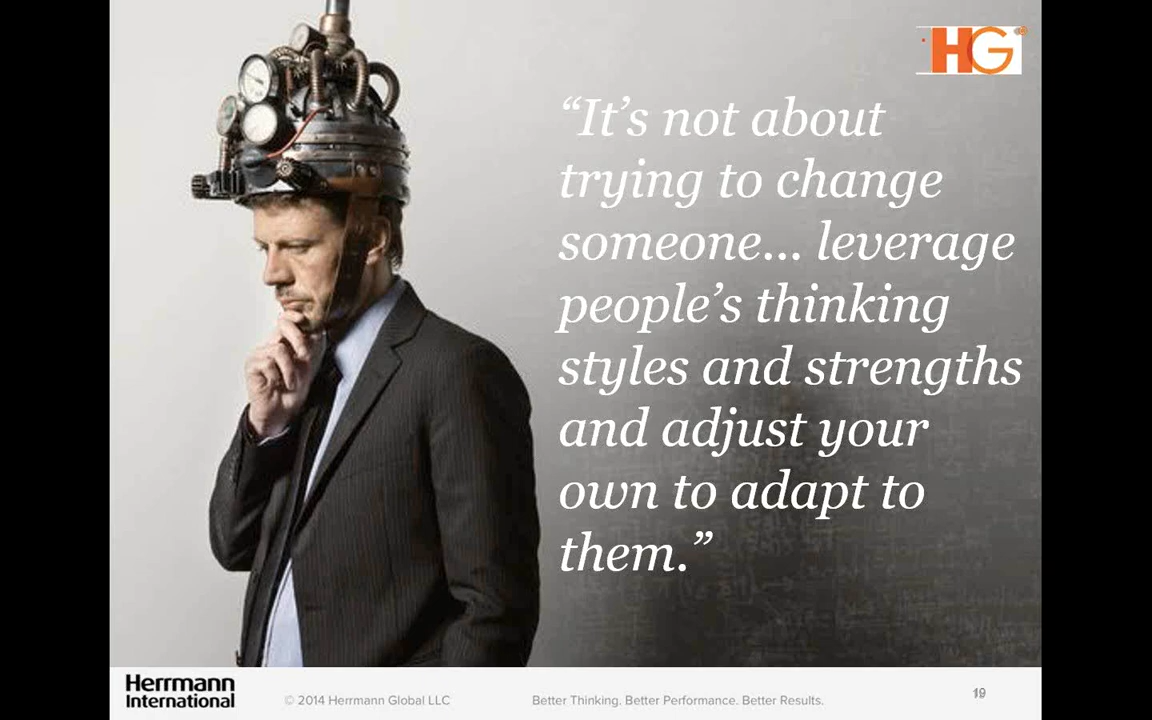 HG
“It’s not about
trying to change
someone... leverage
people’s thinking
styles and strengths
and adjust your
own to adapt to
them.”
Herrmann
International
© 2014 Herrmann Global LLC
Better Thinking. Better Performance. Better Results.
19